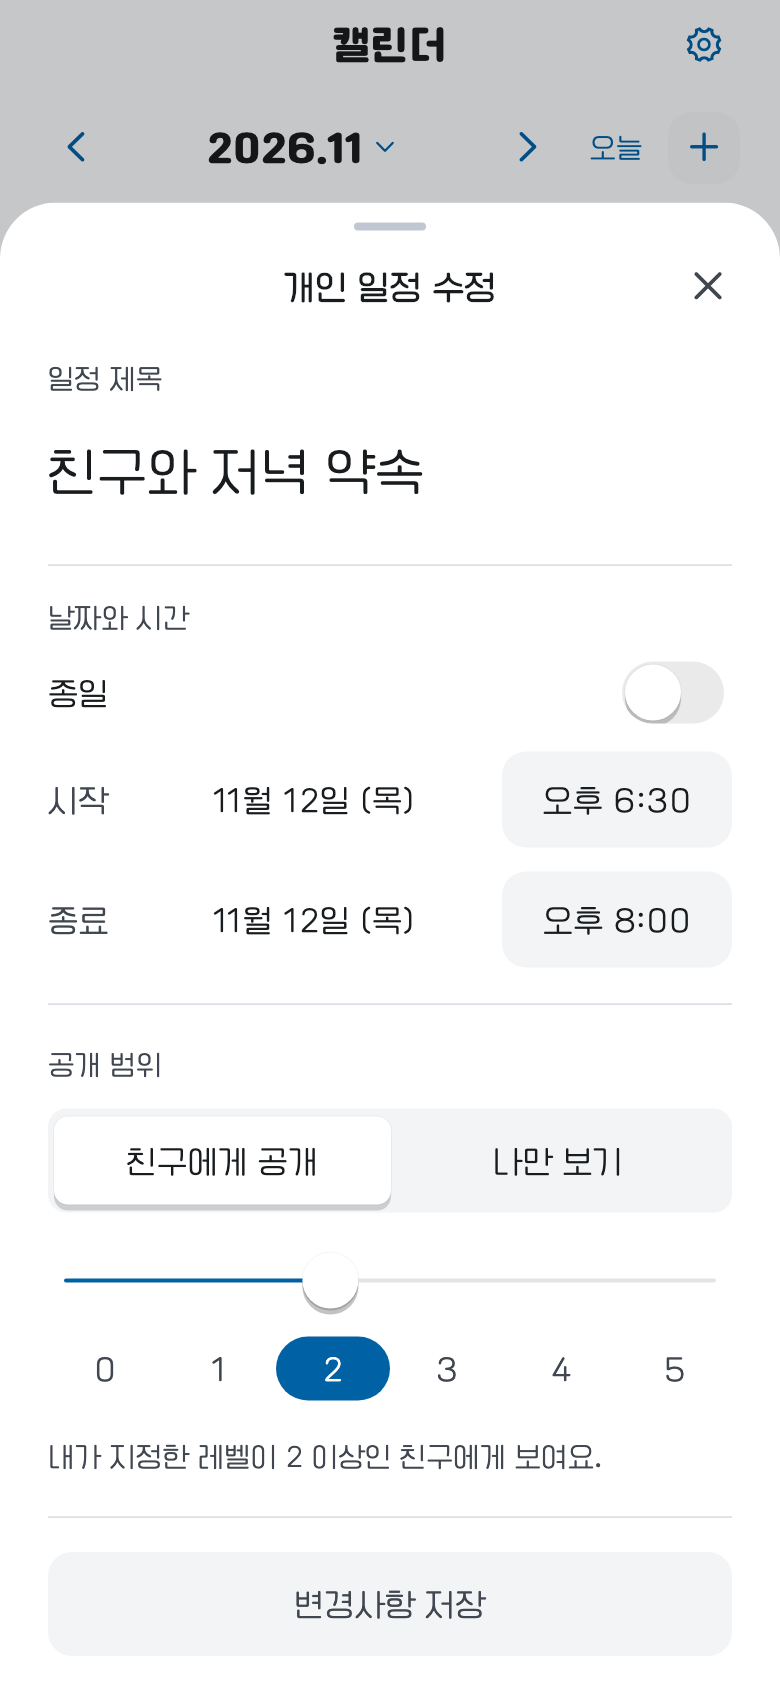 캘린더
2026.11 오늘
개인 일정 수정
일정 제목
친구와 저녁 약속
날짜와 시간
종일
시작 11월 12일 (목) 오후 6:30
종료 11월 12일 (목) 오후 8:00
공개 범위
친구에게 공개 나만 보기
0 1 2 3 4 5
내가 지정한 레벨이 2 이상인 친구에게 보여요.
변경사항 저장